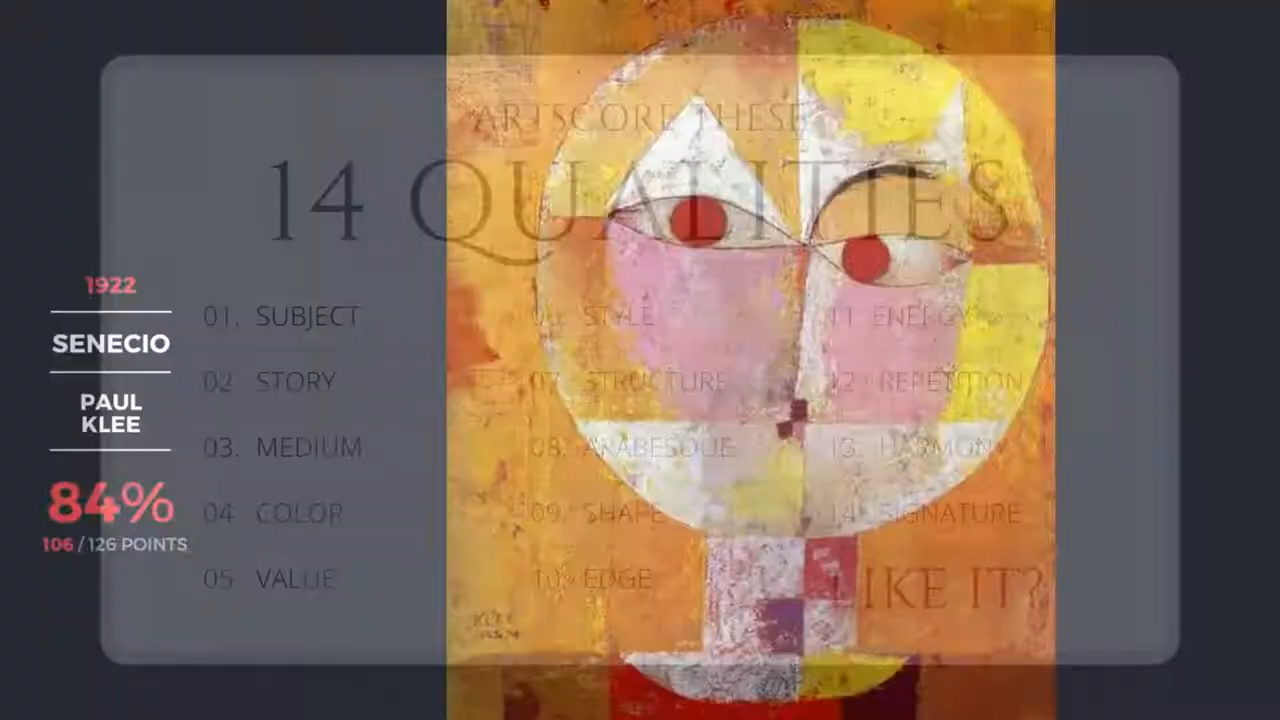 ARTSCORE THESE
14 QUALITIES
1922
SENECIO
PAUL
KLEE
84%
106 / 126 POINTS
01. SUBJECT
02 STORY
03. MEDIUM
04 COLOR
05 VALUE
STYLE
07. STRUCTURE
08. ARABESQUE
09. SHAPE
10. EDGE
11 ENERGY
12. REPETITION
13. HARMONY
14. SIGNATURE
LIKE IT?
KLEE